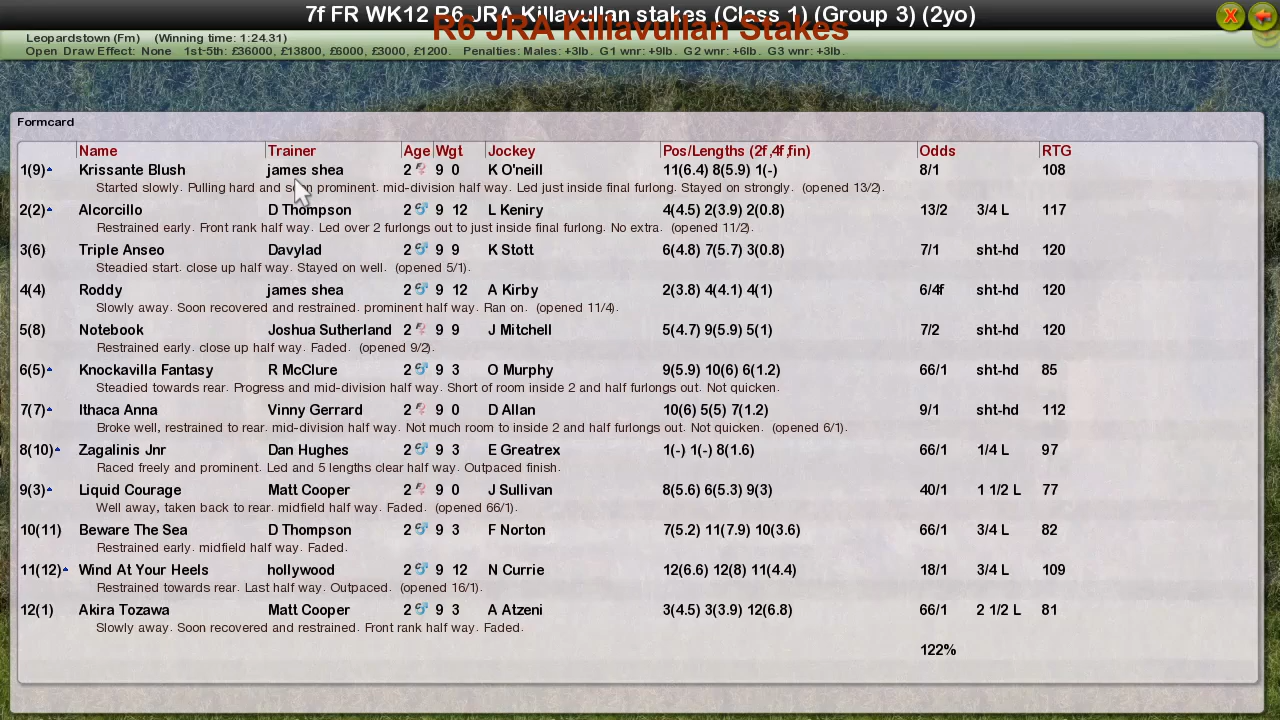 7f FR WK12 R6 JRA Killavullan stakes (Class 1) (Group 3) (2yo)
R6 JRA Killavullan Stakes
Leopardstown (Fm) (Winning time: 1:24.31)
Open Draw Effect: None 1st-5th: £36000, £13800, £6000, £3000, £1200. Penalties: Males: +3lb. G1 wnr: +9lb. G2 wnr: +6lb. G3 wnr: +3lb.
Formcard
Name Trainer Age Wgt Jockey Pos/Lengths (2f,4f,fin) Odds RTG
1(9) Krissante Blush james shea 2 9 0 K O'neill 11(6.4) 8(5.9) 1(-) 8/1 108
Started slowly. Pulling hard and soon prominent. mid-division half way. Led just inside final furlong. Stayed on strongly. (opened 13/2).
2(2) Alcorcillo D Thompson 2 9 12 L Keniry 4(4.5) 2(3.9) 2(0.8) 13/2 3/4 L 117
Restrained early. Front rank half way. Led over 2 furlongs out to just inside final furlong. No extra. (opened 11/2).
3(6) Triple Anseo Davylad 2 9 9 K Stott 6(4.8) 7(5.7) 3(0.8) 7/1 sht-hd 120
Steadied start. close up half way. Stayed on well. (opened 5/1).
4(4) Roddy james shea 2 9 12 A Kirby 2(3.8) 4(4.1) 4(1) 6/4f sht-hd 120
Slowly away. Soon recovered and restrained. prominent half way. Ran on. (opened 11/4).
5(8) Notebook Joshua Sutherland 2 9 9 J Mitchell 5(4.7) 9(5.9) 5(1) 7/2 sht-hd 120
Restrained early. close up half way. Faded. (opened 9/2).
6(5) Knockavilla Fantasy R McClure 2 9 3 O Murphy 9(5.9) 10(6) 6(1.2) 66/1 sht-hd 85
Steadied towards rear. Progress and mid-division half way. Short of room inside 2 and half furlongs out. Not quicken.
7(7) Ithaca Anna Vinny Gerrard 2 9 0 D Allan 10(6) 5(5) 7(1.2) 9/1 sht-hd 112
Broke well, restrained to rear. mid-division half way. Not much room to inside 2 and half furlongs out. Not quicken. (opened 6/1).
8(10) Zagalinis Jnr Dan Hughes 2 9 3 E Greatrex 1(-) 1(-) 8(1.6) 66/1 1/4 L 97
Raced freely and prominent. Led and 5 lengths clear half way. Outpaced finish.
9(3) Liquid Courage Matt Cooper 2 9 0 J Sullivan 8(5.6) 6(5.3) 9(3) 40/1 1 1/2 L 77
Well away, taken back to rear. midfield half way. Faded. (opened 66/1).
10(11) Beware The Sea D Thompson 2 9 3 F Norton 7(5.2) 11(7.9) 10(3.6) 66/1 3/4 L 82
Restrained early. midfield half way. Faded.
11(12) Wind At Your Heels hollywood 2 9 12 N Currie 12(6.6) 12(8) 11(4.4) 18/1 3/4 L 109
Restrained towards rear. Last half way. Outpaced. (opened 16/1).
12(1) Akira Tozawa Matt Cooper 2 9 3 A Atzeni 3(4.5) 3(3.9) 12(6.8) 66/1 2 1/2 L 81
Slowly away. Soon recovered and restrained. Front rank half way. Faded.
122%